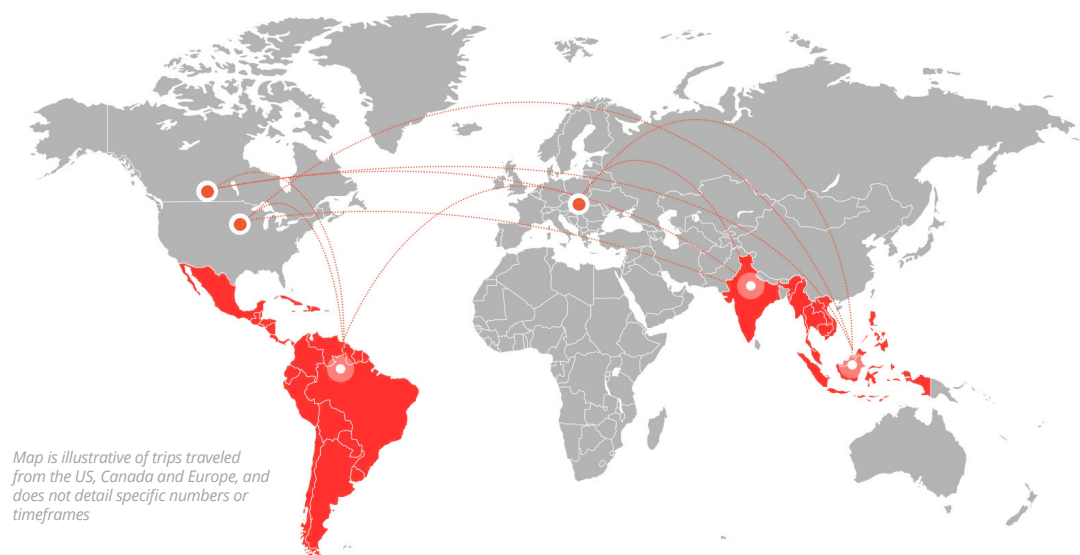 Map is illustrative of trips traveled
from the US, Canada and Europe, and
does not detail specific numbers or
timeframes